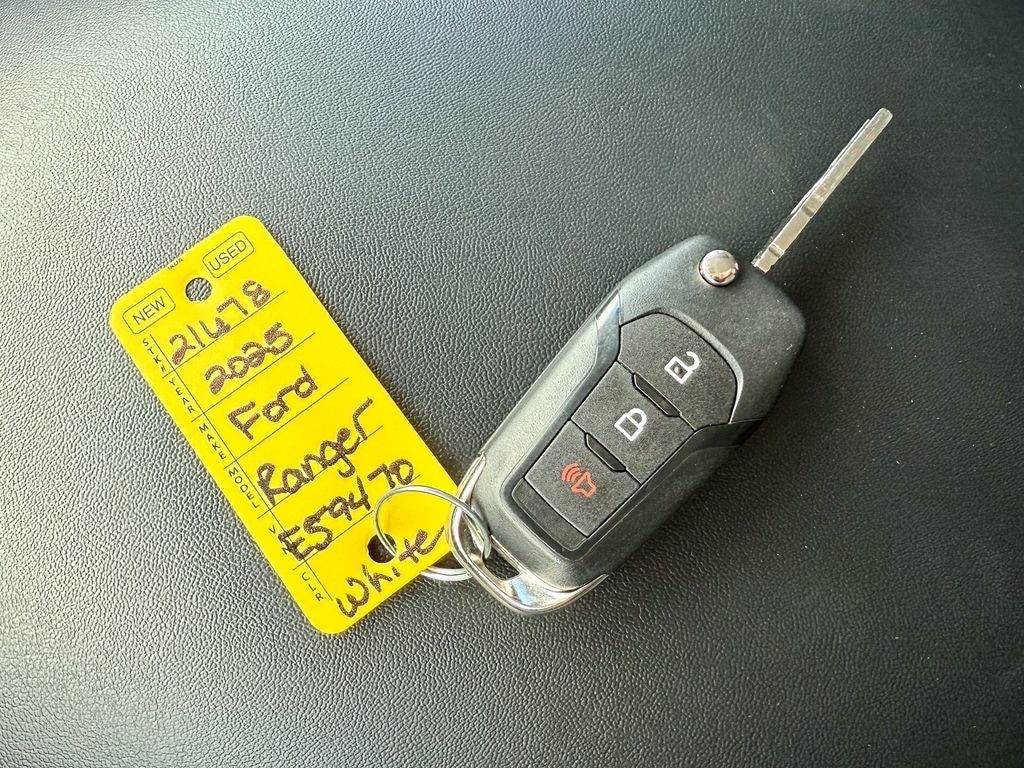 NEW USED
STK# 21678
YEAR 2025
MAKE Ford
MODEL Ranger
E59470
CLR White